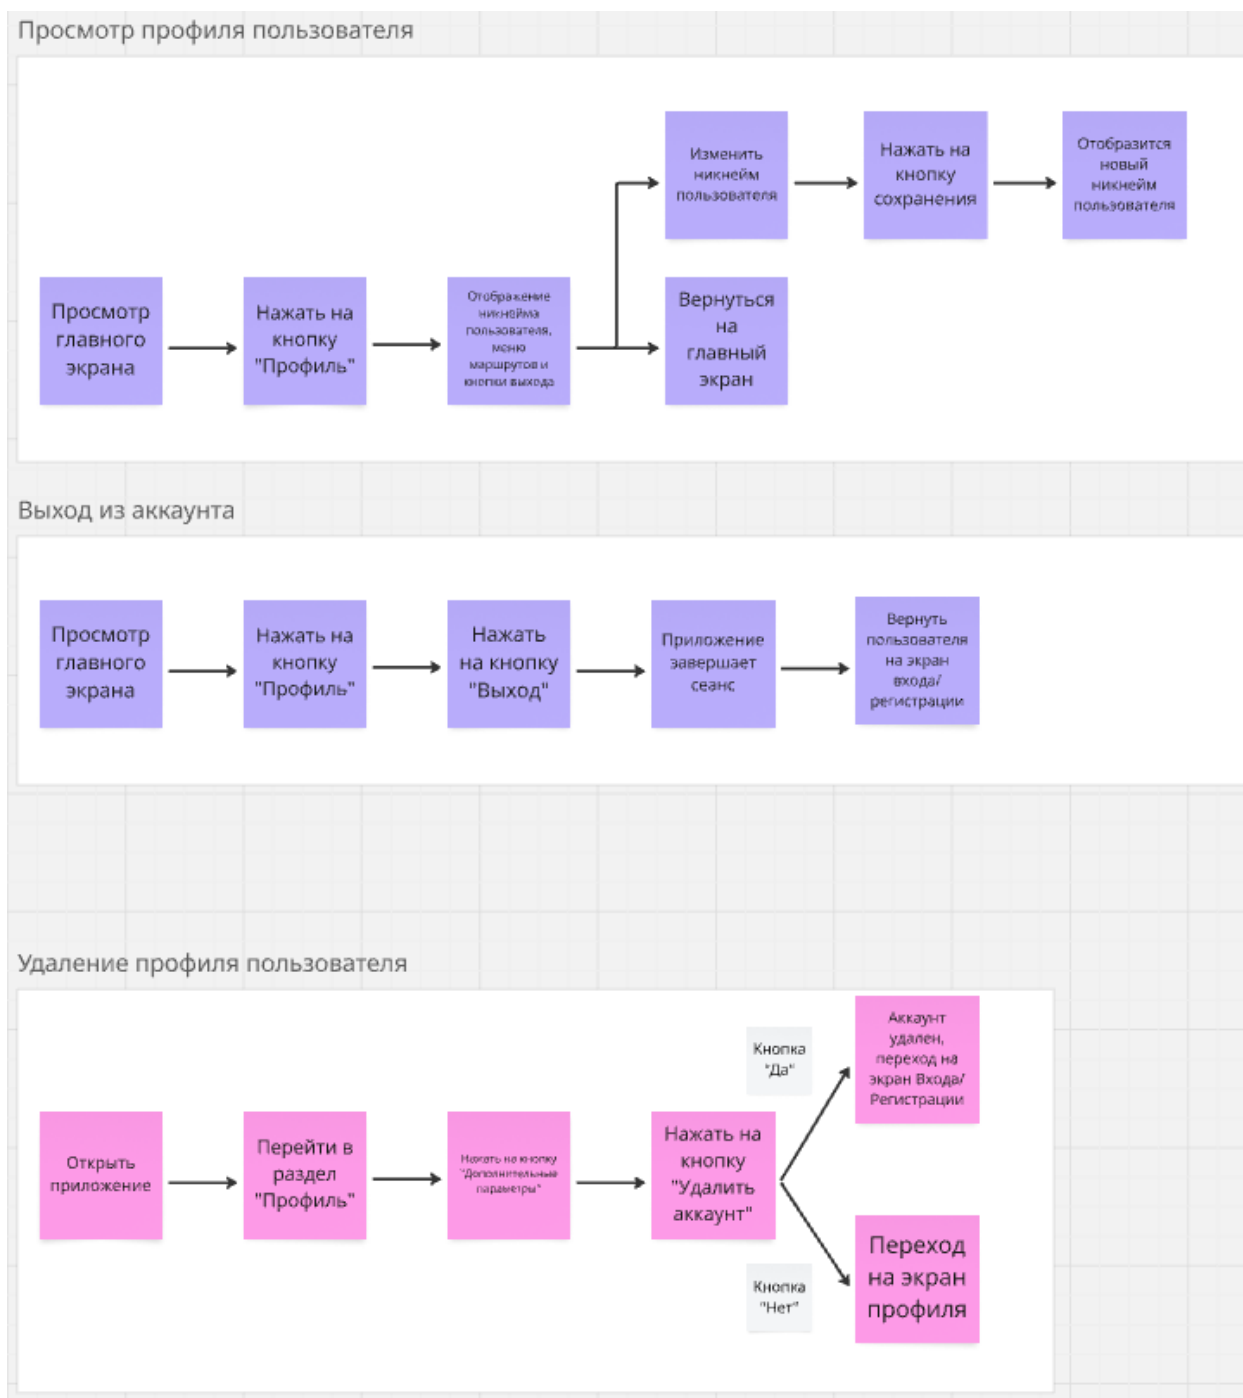 Просмотр профиля пользователя
Изменить
никнейм
пользователя
Нажать на
кнопку
сохранения
Отобразится
новый
никнейм
пользователя
Просмотр
главного
экрана
Нажать на
кнопку
"Профиль"
Отображение
никнейма
пользователя,
меню
маршрутов и
кнопки выхода
Вернуться
на
главный
экран
Выход из аккаунта
Просмотр
главного
экрана
Нажать на
кнопку
"Профиль"
Нажать
на кнопку
"Выход"
Приложение
завершает
сеанс
Вернуть
пользователя
на экран
входа/
регистрации
Удаление профиля пользователя
Открыть
приложение
Перейти в
раздел
"Профиль"
Нажать на кнопку
"Дополнительные
параметры"
Нажать на
кнопку
"Удалить
аккаунт"
Кнопка
"Да"
Аккаунт
удален,
переход на
экран Входа/
Регистрации
Кнопка
"Нет"
Переход
на экран
профиля